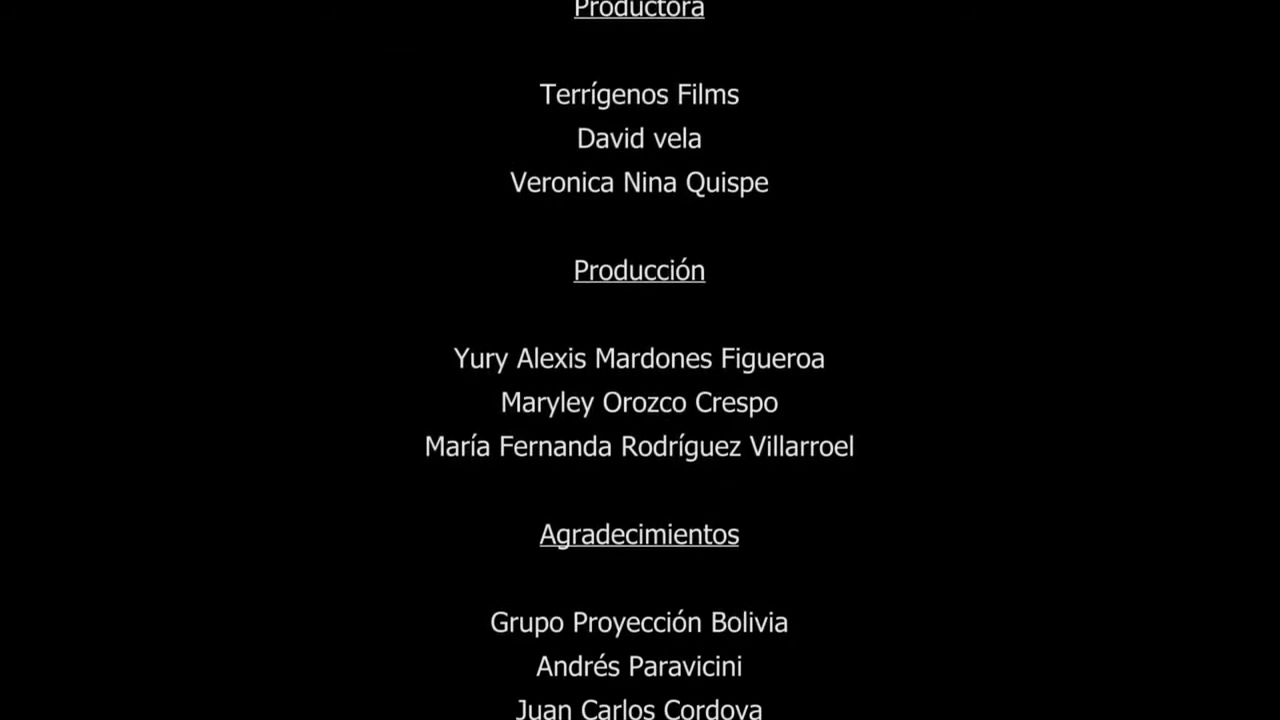 Productora
Terrígenos Films
David vela
Veronica Nina Quispe
Producción
Yury Alexis Mardones Figueroa
Maryley Orozco Crespo
María Fernanda Rodríguez Villarroel
Agradecimientos
Grupo Proyección Bolivia
Andrés Paravicini
Juan Carlos Cordova